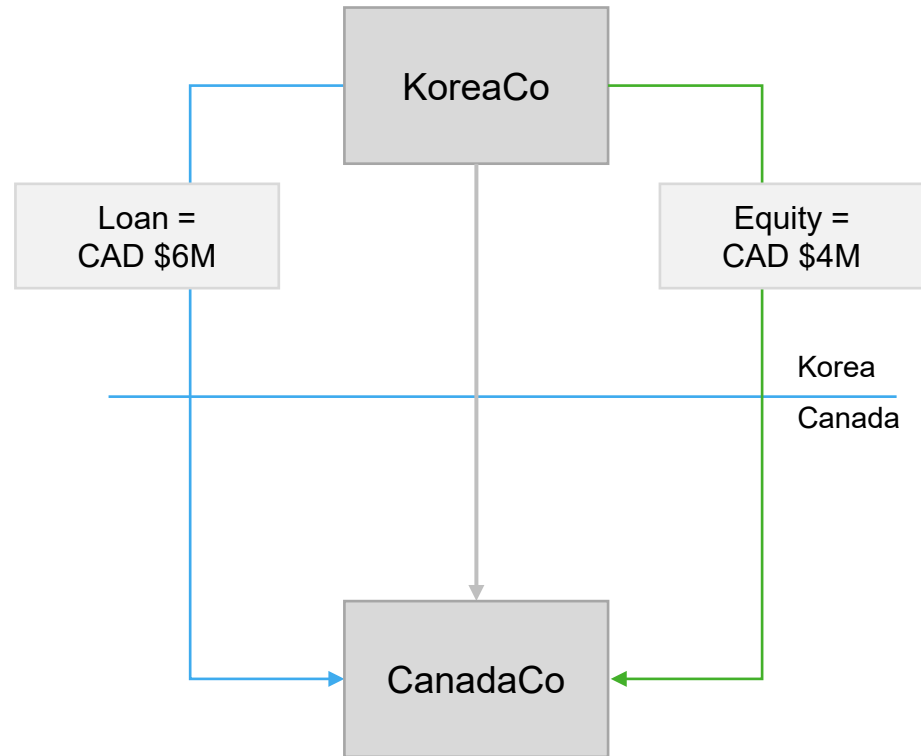 KoreaCo
Loan =
CAD $6M
Equity =
CAD $4M
Korea
Canada
CanadaCo